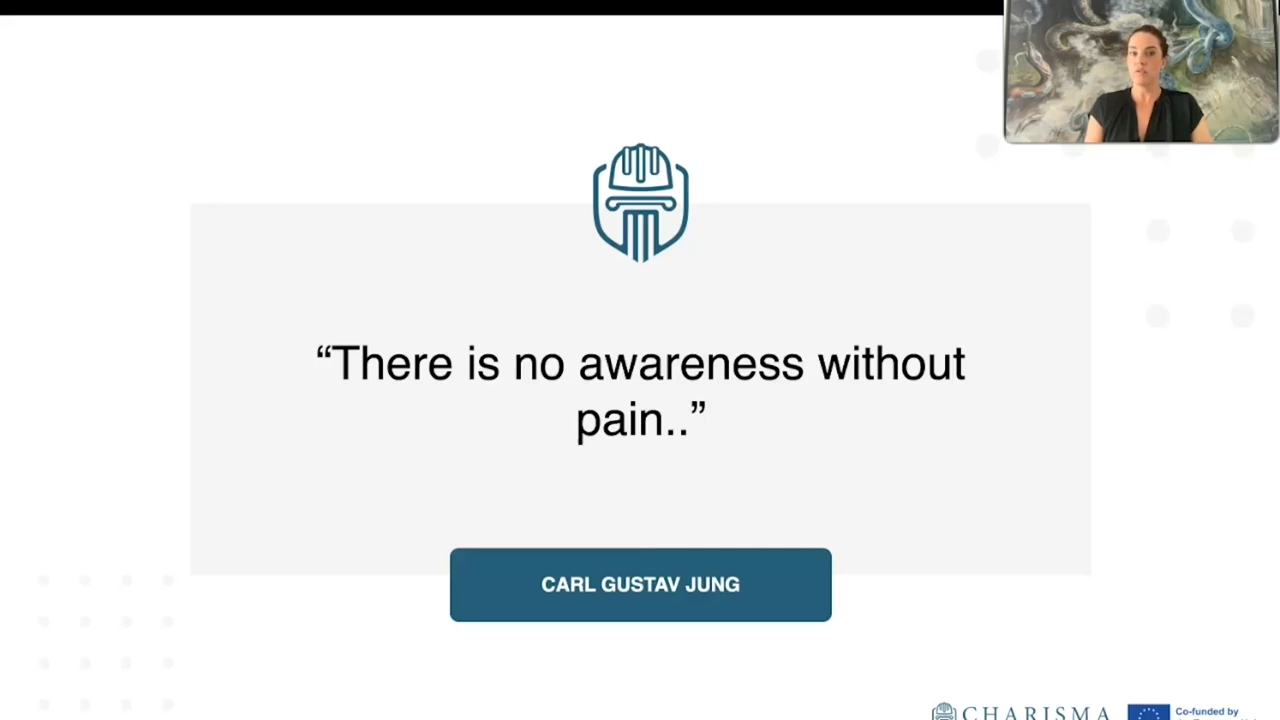 “There is no awareness without
pain..”
CARL GUSTAV JUNG
CHARISMA
Co-funded by